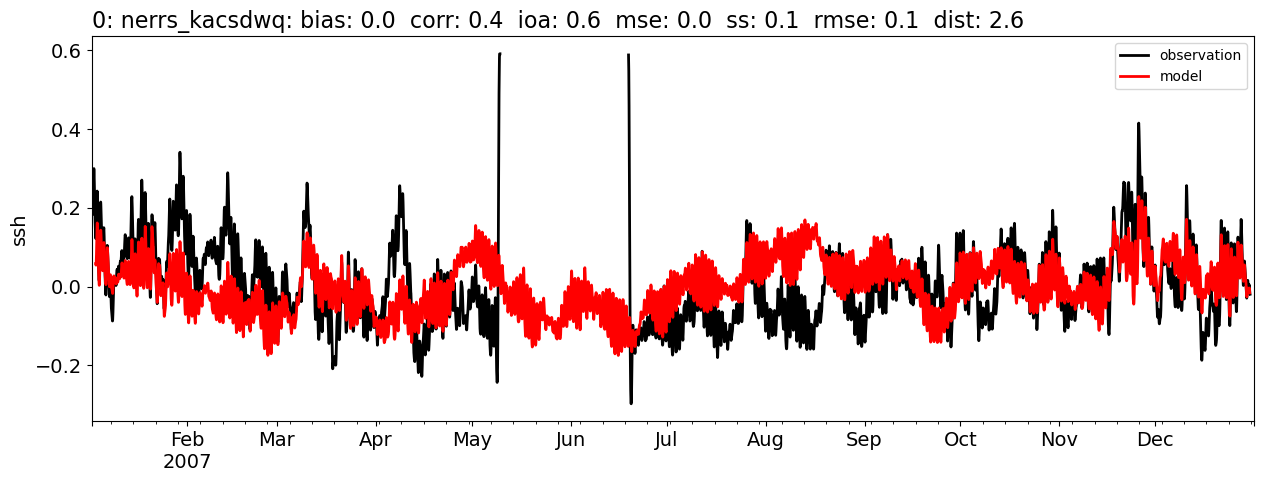 0: nerrs_kacsdwq: bias: 0.0  corr: 0.4  ioa: 0.6  mse: 0.0  ss: 0.1  rmse: 0.1  dist: 2.6
observation
model
0.6
0.4
0.2
0.0
−0.2
ssh
Feb Mar Apr May Jun Jul Aug Sep Oct Nov Dec
2007